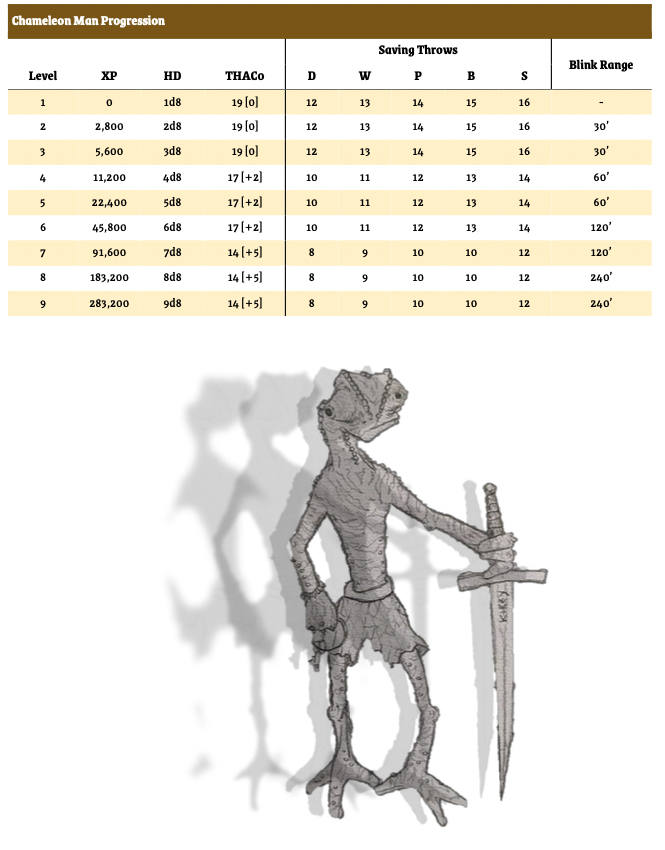 Chameleon Man Progression
Saving Throws
Blink Range
Level XP HD THAC0 D W P B S
1 0 1d8 19 [0] 12 13 14 15 16 -
2 2,800 2d8 19 [0] 12 13 14 15 16 30’
3 5,600 3d8 19 [0] 12 13 14 15 16 30’
4 11,200 4d8 17 [+2] 10 11 12 13 14 60’
5 22,400 5d8 17 [+2] 10 11 12 13 14 60’
6 45,800 6d8 17 [+2] 10 11 12 13 14 120’
7 91,600 7d8 14 [+5] 8 9 10 10 12 120’
8 183,200 8d8 14 [+5] 8 9 10 10 12 240’
9 283,200 9d8 14 [+5] 8 9 10 10 12 240’